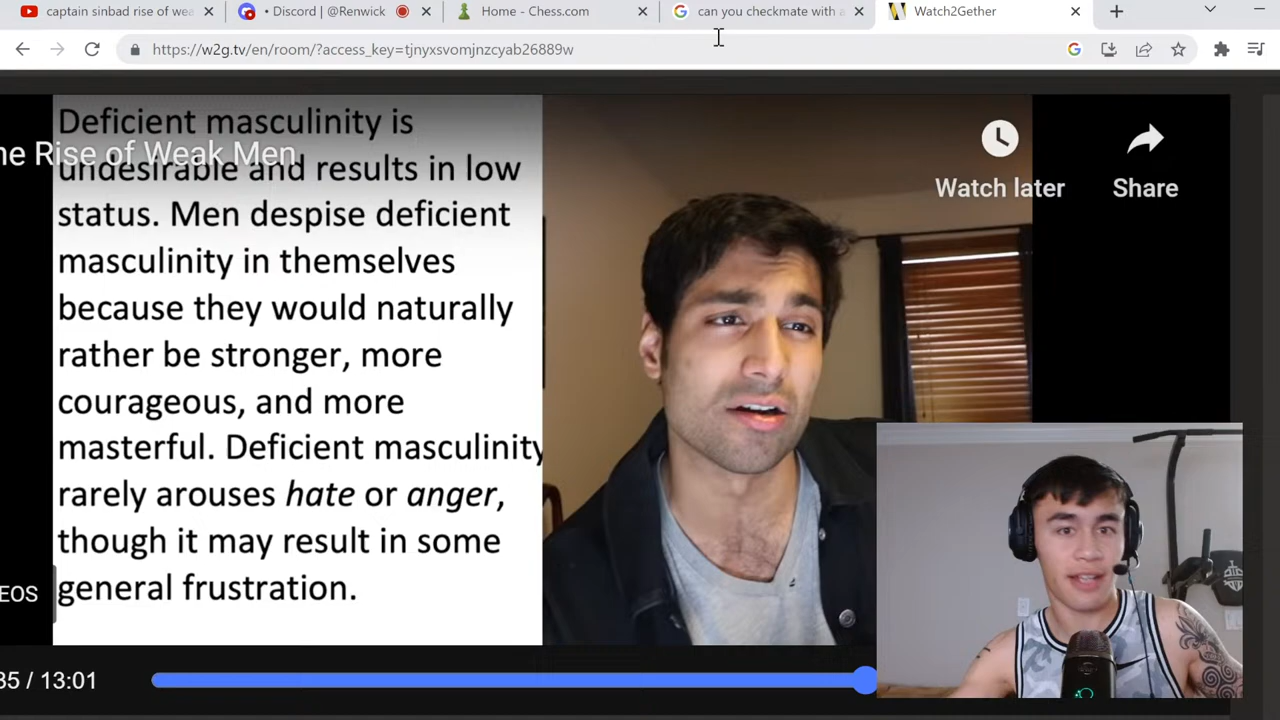 captain sinbad rise of wea
• Discord | @Renwick
Home - Chess.com
can you checkmate with a
Watch2Gether
https://w2g.tv/en/room/?access_key=tjnyxsvomjnzcyab26889w
ne Rise of Weak Men
Deficient masculinity is
undesirable and results in low
status. Men despise deficient
masculinity in themselves
because they would naturally
rather be stronger, more
courageous, and more
masterful. Deficient masculinity
rarely arouses hate or anger,
though it may result in some
general frustration.
Watch later
Share
EOS
35 / 13:01